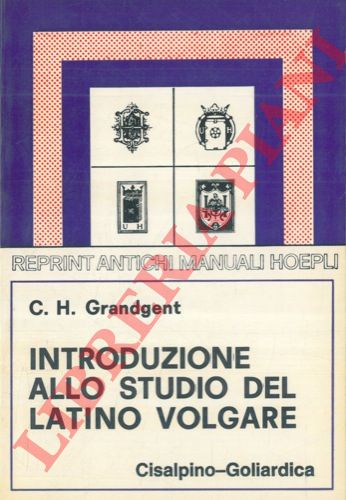 U H
REPRINT ANTICHI MANUALI HOEPLI
C. H. Grandgent
INTRODUZIONE
ALLO STUDIO DEL
LATINO VOLGARE
Cisalpino–Goliardica
LIBRERIA PIANI